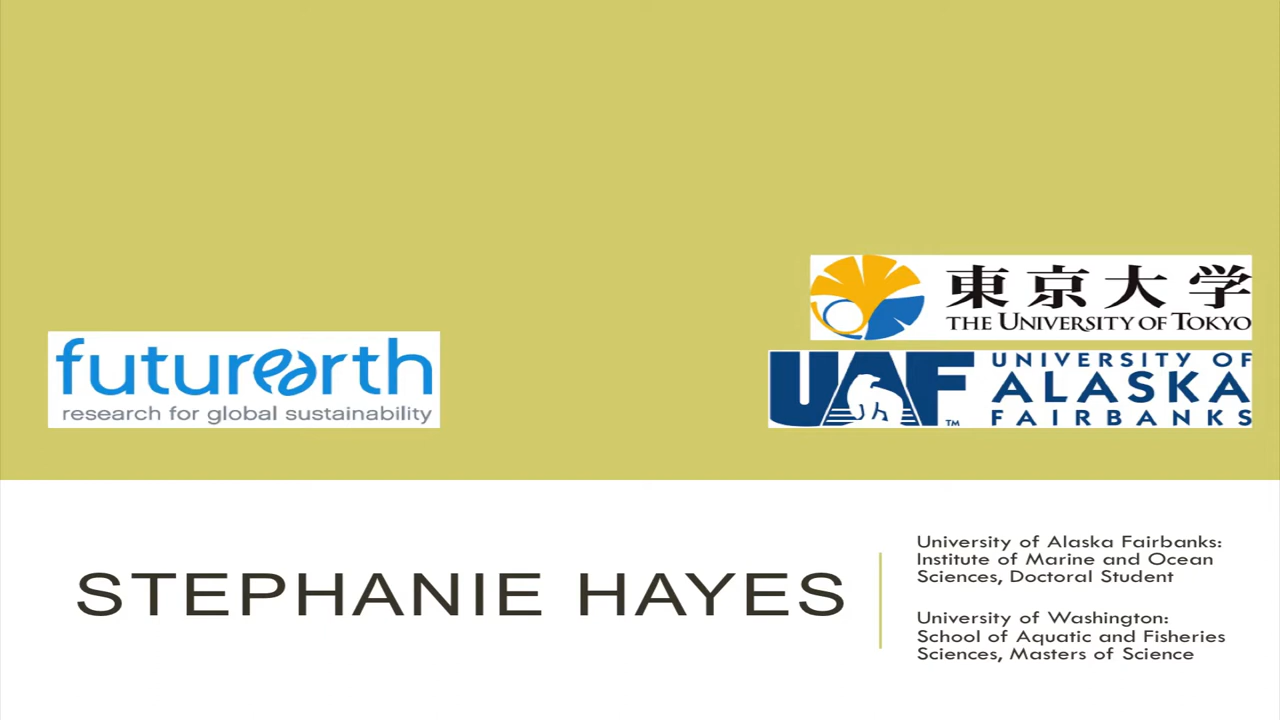 東京大学
THE UNIVERSITY OF TOKYO
futurearth
research for global sustainability
UAF
TM
UNIVERSITY OF
ALASKA
FAIRBANKS
STEPHANIE HAYES
University of Alaska Fairbanks:
Institute of Marine and Ocean
Sciences, Doctoral Student
University of Washington:
School of Aquatic and Fisheries
Sciences, Masters of Science